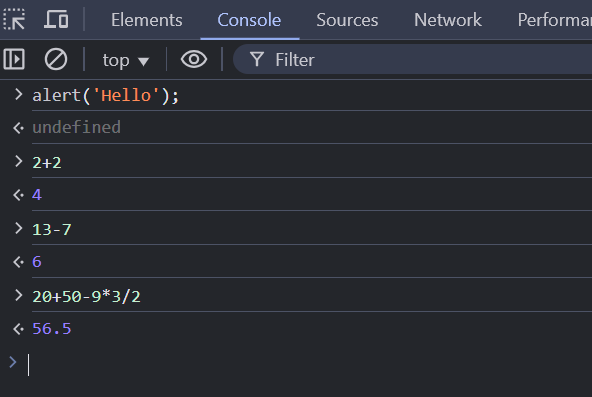 Elements Console Sources Network Performa
top Filter
> alert('Hello');
undefined
> 2+2
4
> 13-7
6
> 20+50-9*3/2
56.5
>